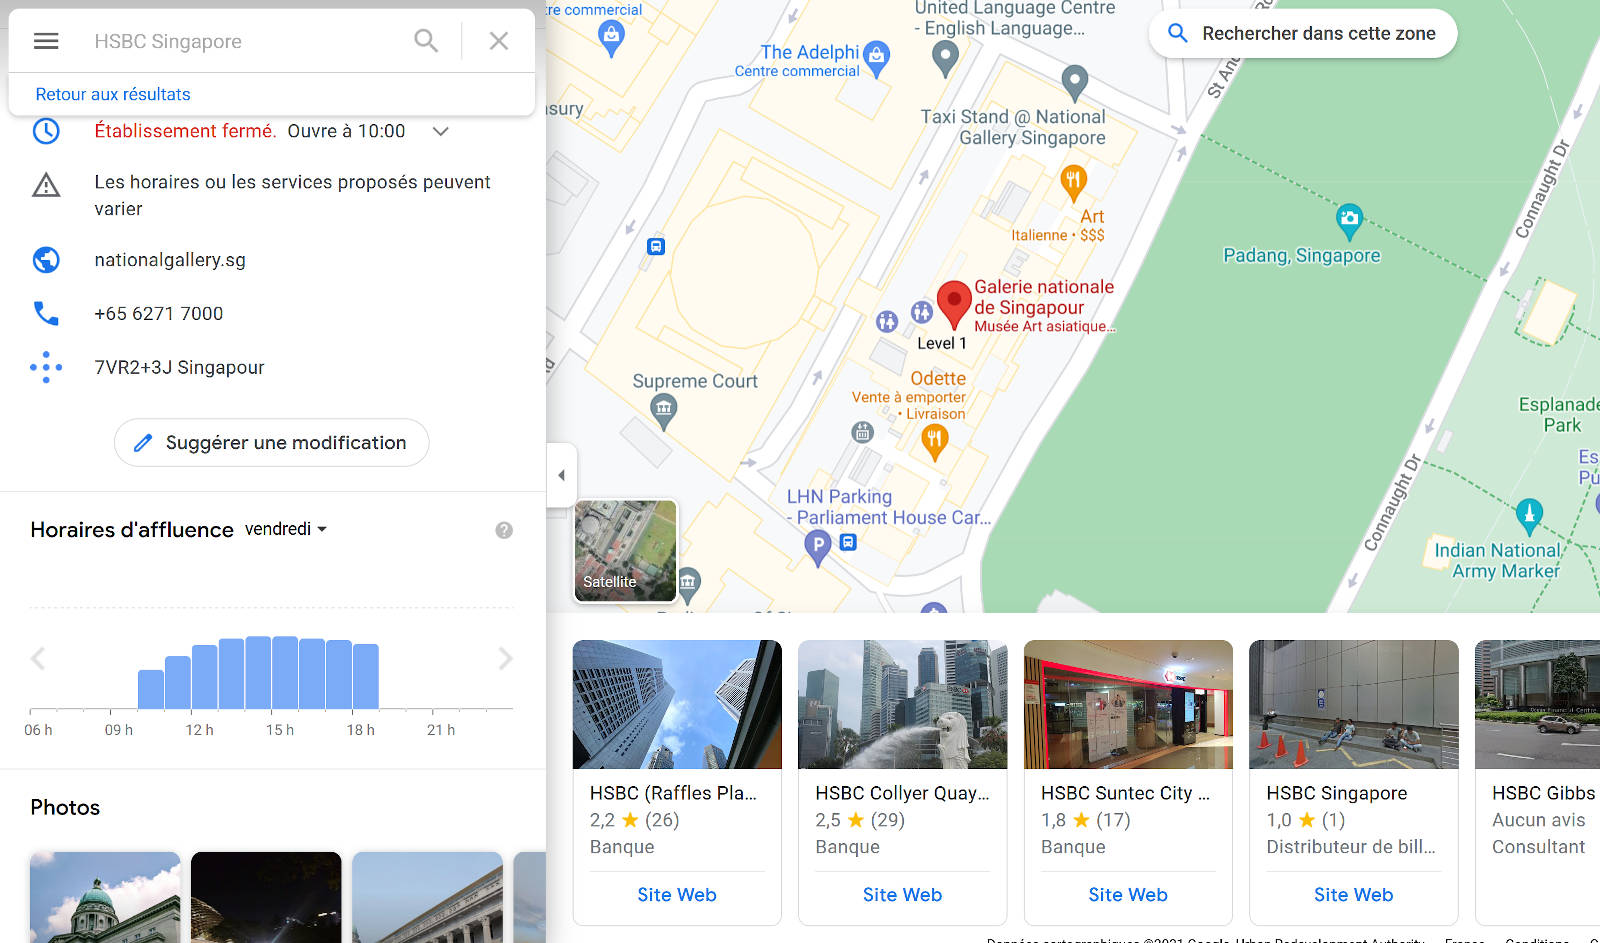 HSBC Singapore
Retour aux résultats
Établissement fermé. Ouvre à 10:00
Les horaires ou les services proposés peuvent
varier
nationalgallery.sg
+65 6271 7000
7VR2+3J Singapour
Suggérer une modification
Horaires d'affluence vendredi
06 h 09 h 12 h 15 h 18 h 21 h
Photos
re commercial
The Adelphi
Centre commercial
United Language Centre
- English Language...
Rechercher dans cette zone
St And
asury
Taxi Stand @ National
Gallery Singapore
Connaught Dr
Art
Italienne • $$$
Padang, Singapore
Galerie nationale
de Singapour
Musée Art asiatique...
Level 1
Supreme Court
Odette
Vente à emporter
• Livraison
Esplanade
Park
Connaught Dr
LHN Parking
- Parliament House Car...
P
Indian National
Army Marker
Satellite
HSBC (Raffles Pla...
2,2 (26)
Banque
Site Web
HSBC Collyer Quay...
2,5 (29)
Banque
Site Web
HSBC Suntec City ...
1,8 (17)
Banque
Site Web
HSBC Singapore
1,0 (1)
Distributeur de bill...
Site Web
HSBC Gibbs
Aucun avis
Consultant